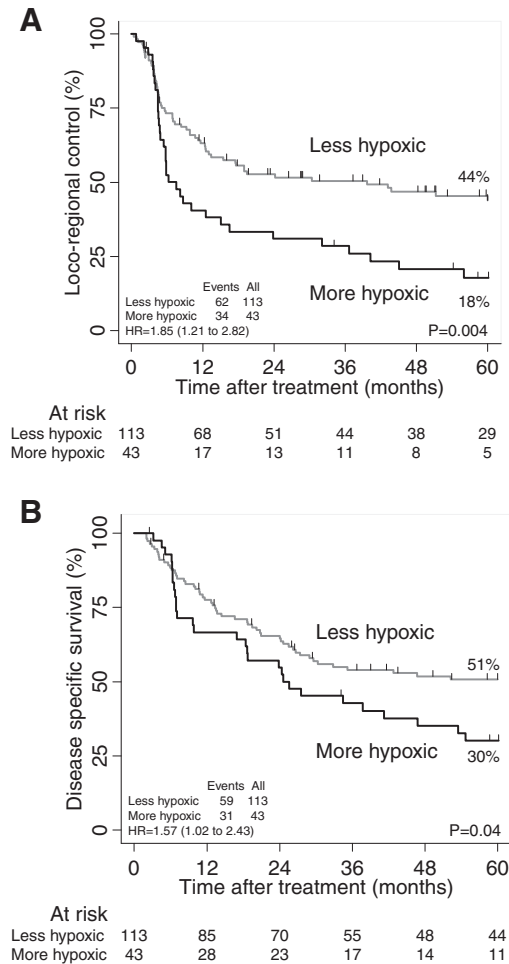 A
Loco-regional control (%)
100
75
50
25
0
Less hypoxic
44%
More hypoxic
18%
Events All
Less hypoxic 62 113
More hypoxic 34 43
HR=1.85 (1.21 to 2.82)
P=0.004
0 12 24 36 48 60
Time after treatment (months)
At risk
Less hypoxic 113 68 51 44 38 29
More hypoxic 43 17 13 11 8 5
B
Disease specific survival (%)
100
75
50
25
0
Less hypoxic
51%
More hypoxic
30%
Events All
Less hypoxic 59 113
More hypoxic 31 43
HR=1.57 (1.02 to 2.43)
P=0.04
0 12 24 36 48 60
Time after treatment (months)
At risk
Less hypoxic 113 85 70 55 48 44
More hypoxic 43 28 23 17 14 11